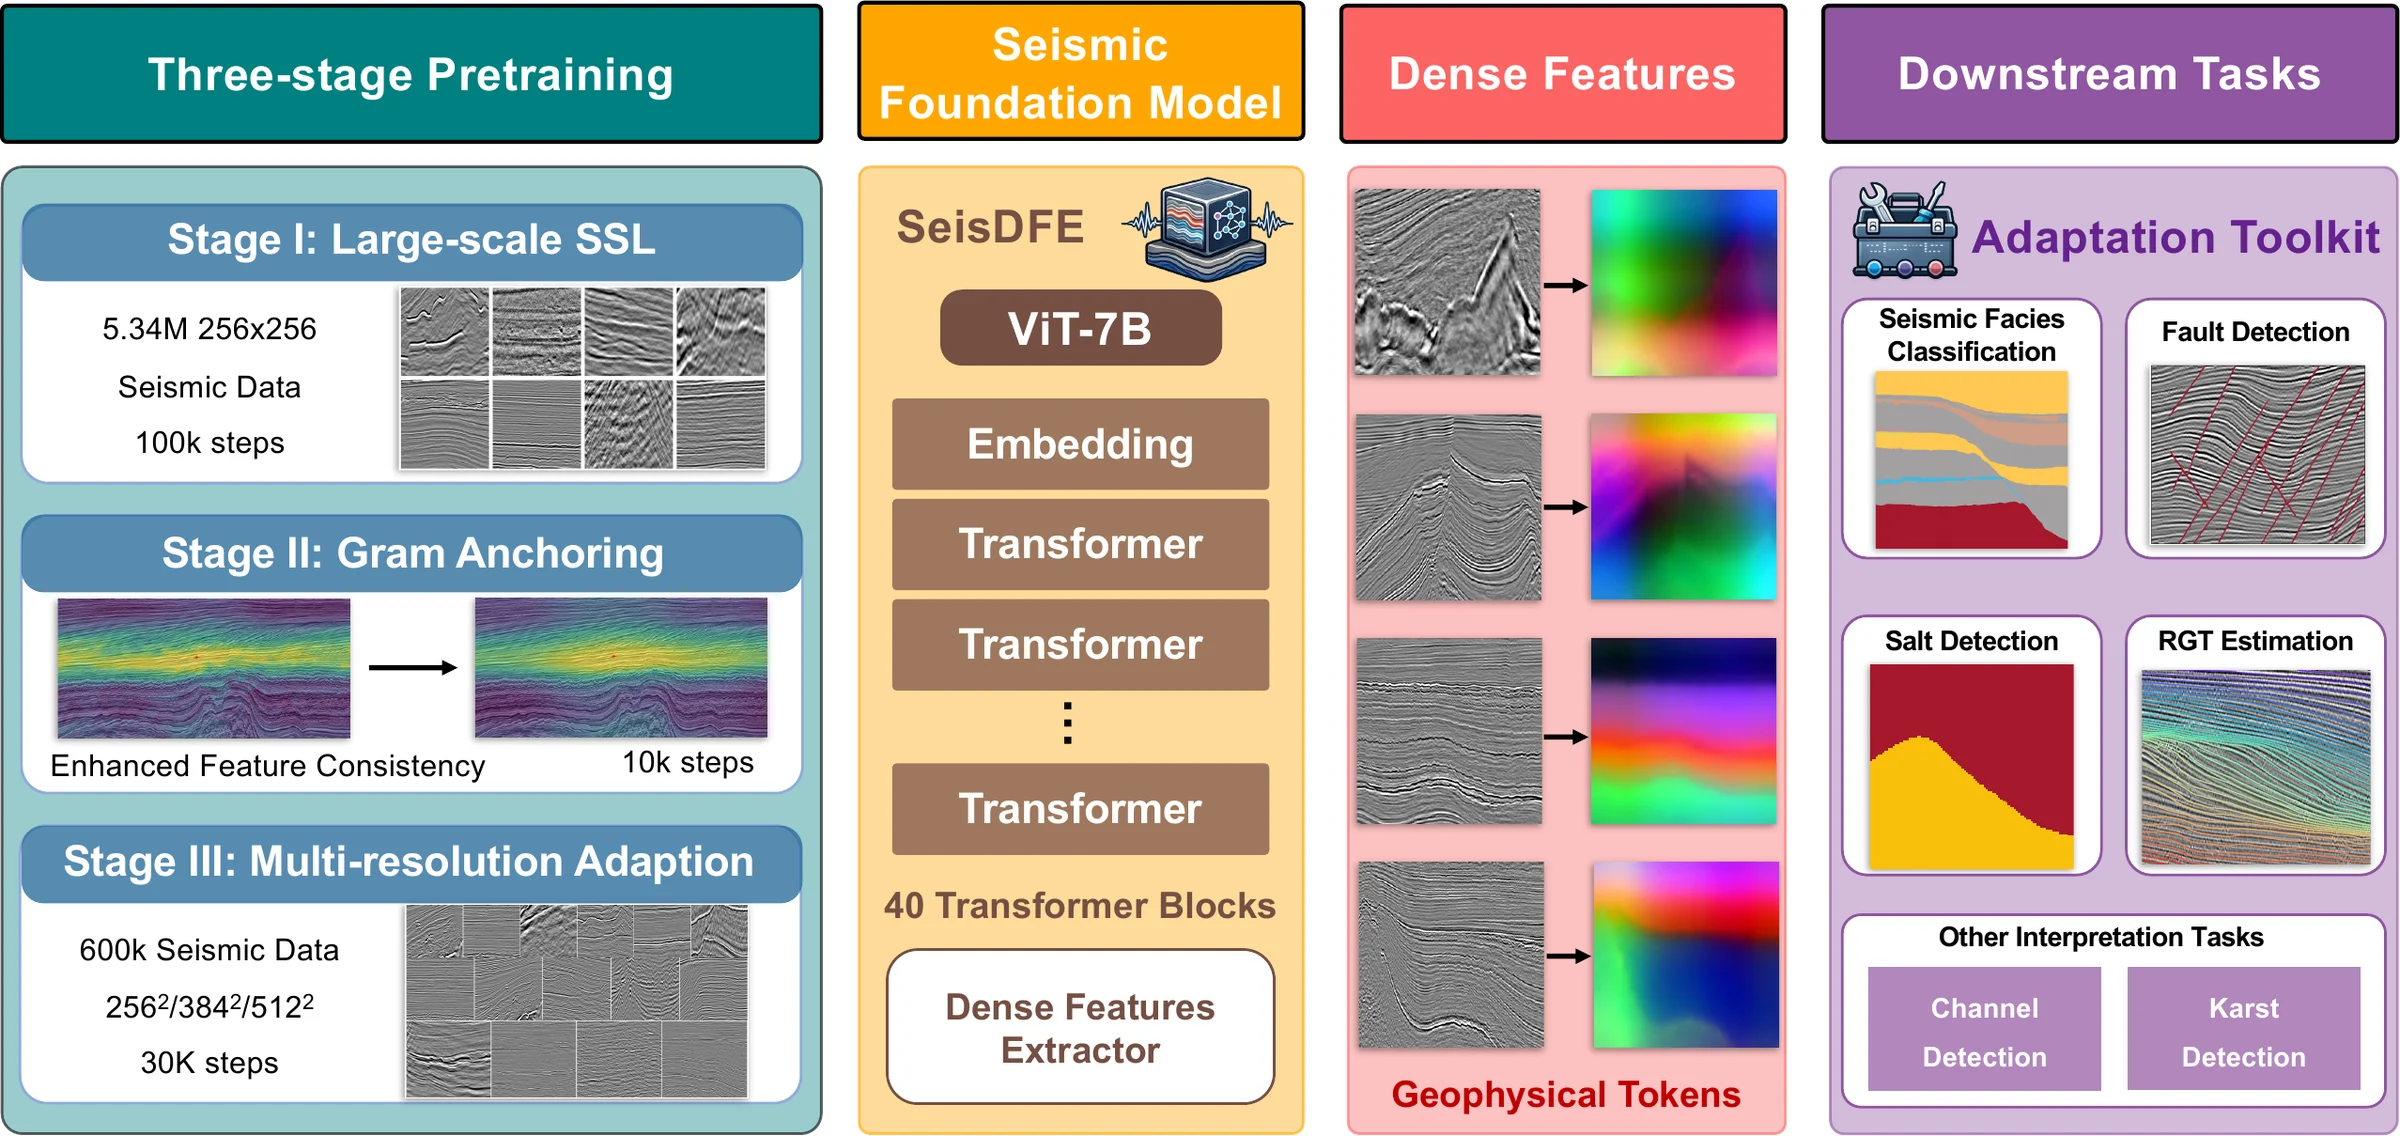 Three-stage Pretraining
Stage I: Large-scale SSL
5.34M 256x256
Seismic Data
100k steps
Stage II: Gram Anchoring
Enhanced Feature Consistency
10k steps
Stage III: Multi-resolution Adaption
600k Seismic Data
256²/384²/512²
30K steps
Seismic
Foundation Model
SeisDFE
ViT-7B
Embedding
Transformer
Transformer
⋮
Transformer
40 Transformer Blocks
Dense Features
Extractor
Dense Features
Geophysical Tokens
Downstream Tasks
Adaptation Toolkit
Seismic Facies
Classification
Fault Detection
Salt Detection
RGT Estimation
Other Interpretation Tasks
Channel
Detection
Karst
Detection